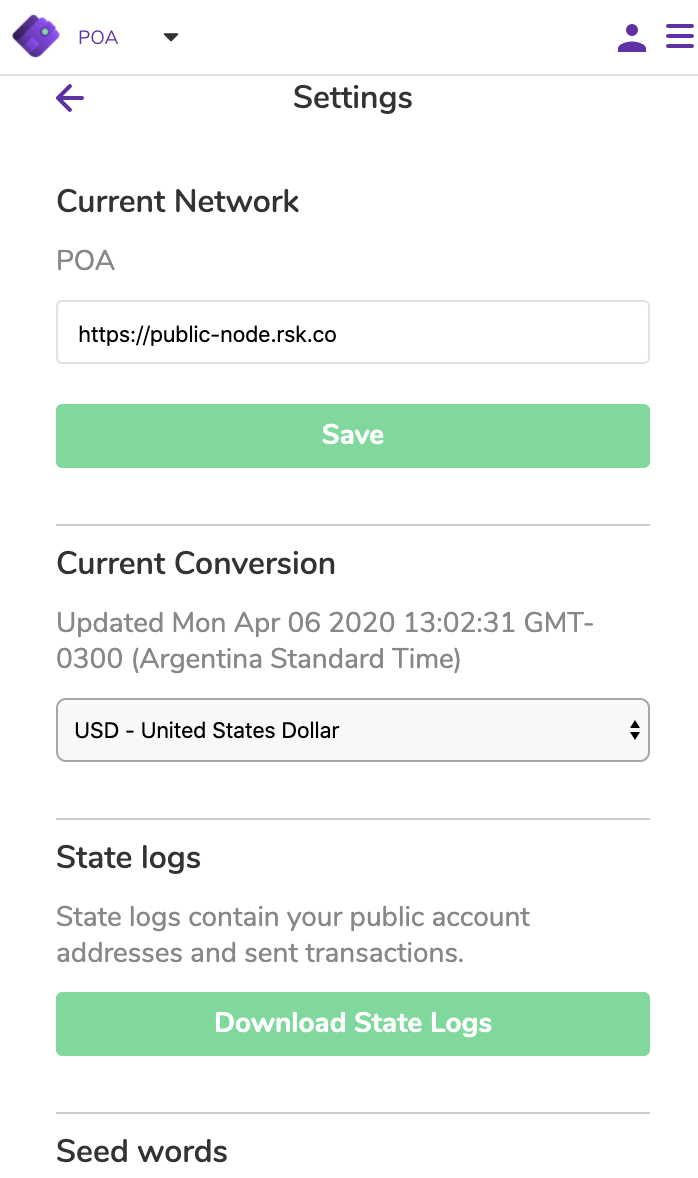 POA
Settings
Current Network
POA
https://public-node.rsk.co
Save
Current Conversion
Updated Mon Apr 06 2020 13:02:31 GMT-
0300 (Argentina Standard Time)
USD - United States Dollar
State logs
State logs contain your public account
addresses and sent transactions.
Download State Logs
Seed words